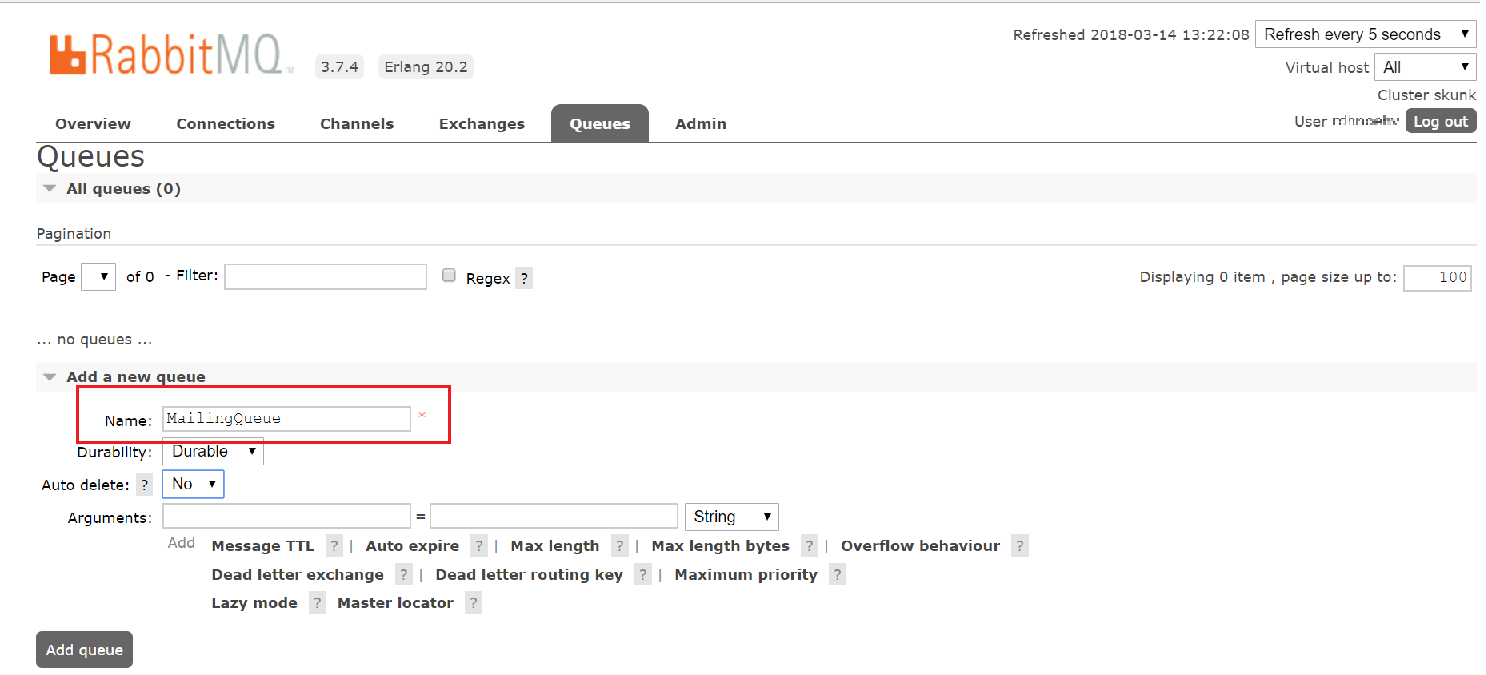 RabbitMQ TM 3.7.4 Erlang 20.2
Refreshed 2018-03-14 13:22:08 Refresh every 5 seconds
Virtual host All
Cluster skunk
User Log out
Overview Connections Channels Exchanges Queues Admin
Queues
All queues (0)
Pagination
Page of 0 - Filter: Regex ? Displaying 0 item , page size up to: 100
... no queues ...
Add a new queue
Name: MailingQueue *
Durability: Durable
Auto delete: ? No
Arguments: = String
Add Message TTL ? | Auto expire ? | Max length ? | Max length bytes ? | Overflow behaviour ?
Dead letter exchange ? | Dead letter routing key ? | Maximum priority ?
Lazy mode ? Master locator ?
Add queue